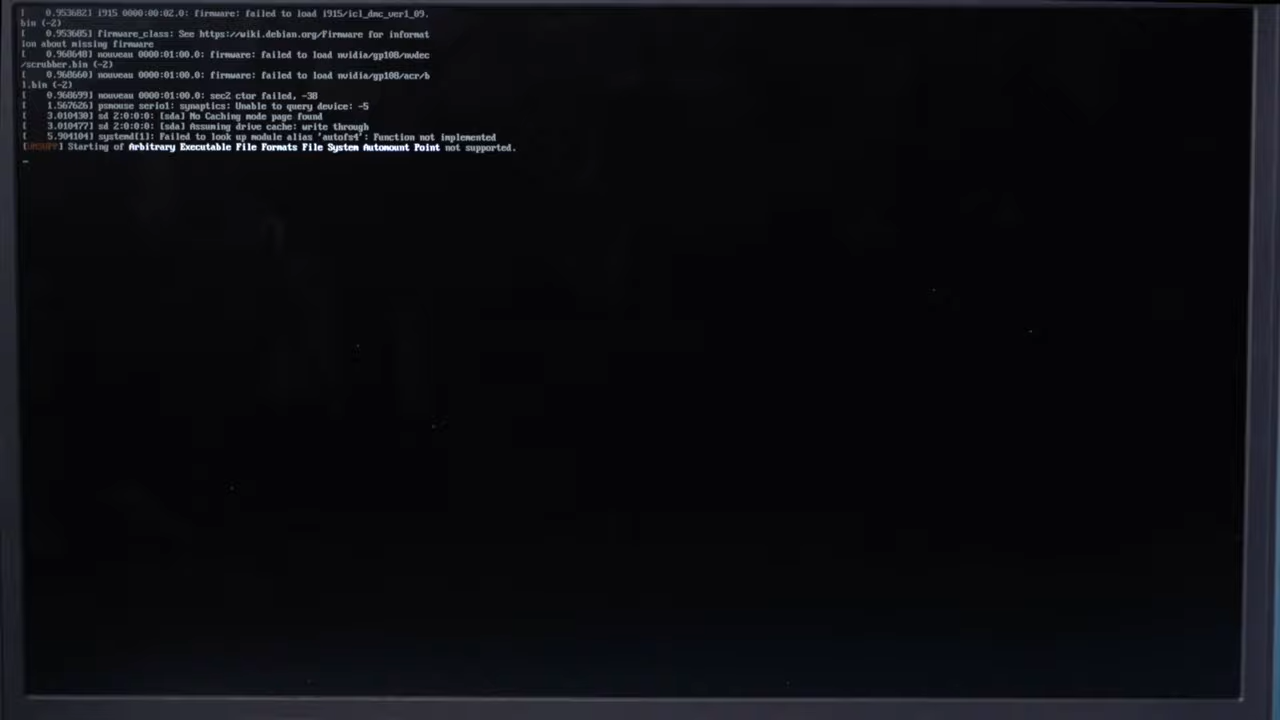 [    0.953682] i915 0000:00:02.0: firmware: failed to load i915/icl_dmc_ver1_09.
bin (-2)
[    0.953685] firmware_class: See https://wiki.debian.org/Firmware for informat
ion about missing firmware
[    0.968648] nouveau 0000:01:00.0: firmware: failed to load nvidia/gp108/nvdec
/scrubber.bin (-2)
[    0.968660] nouveau 0000:01:00.0: firmware: failed to load nvidia/gp108/acr/b
l.bin (-2)
[    0.968699] nouveau 0000:01:00.0: sec2 ctor failed, -38
[    1.567626] psmouse serio1: synaptics: Unable to query device: -5
[    3.010430] sd 2:0:0:0: [sda] No Caching mode page found
[    3.010477] sd 2:0:0:0: [sda] Assuming drive cache: write through
[    5.904104] systemd[1]: Failed to look up module alias 'autofs4': Function not implemented
[UNSUPP] Starting of Arbitrary Executable File Formats File System Automount Point not supported.